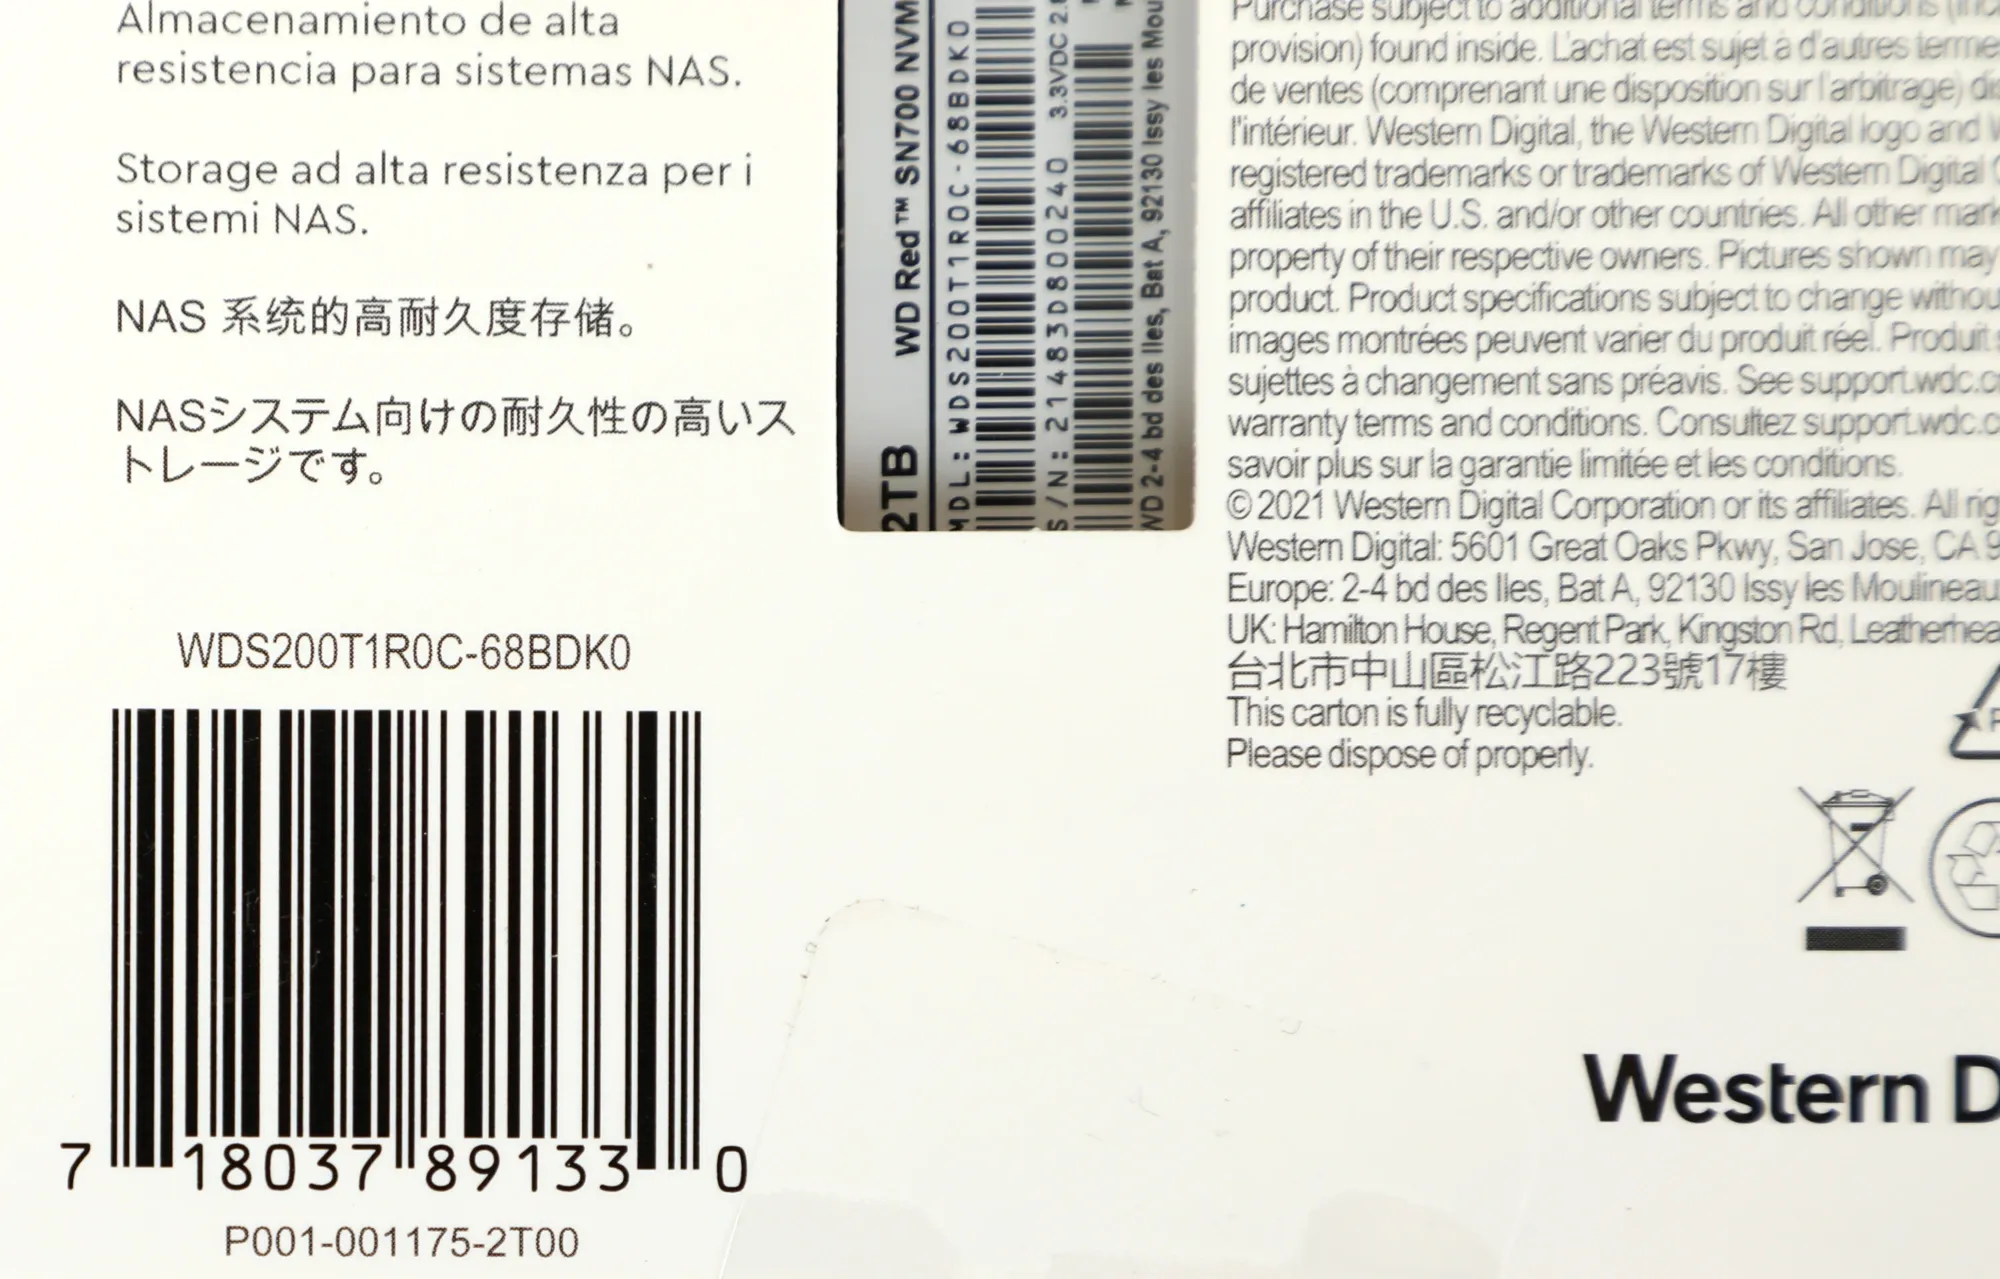 Almacenamiento de alta
resistencia para sistemas NAS.
Storage ad alta resistenza per i
sistemi NAS.
NAS 系统的高耐久度存储。
NASシステム向けの耐久性の高いス
トレージです。
WDS200T1R0C-68BDK0
7 18037 89133 0
P001-001175-2T00
2TB
WD Red™ SN700 NVM
MDL: WDS200T1R0C-68BDK0
S/N: 21483D800240 3.3VDC 2.
WD 2-4 bd des Iles, Bat A, 92130 Issy les Mou
Purchase subject to additional terms and conditions (inc
provision) found inside. L'achat est sujet à d'autres terme
de ventes (comprenant une disposition sur l'arbitrage) di
l'intérieur. Western Digital, the Western Digital logo and
registered trademarks or trademarks of Western Digital
affiliates in the U.S. and/or other countries. All other mark
property of their respective owners. Pictures shown may
product. Product specifications subject to change withou
images montrées peuvent varier du produit réel. Produit
sujettes à changement sans préavis. See support.wdc.c
warranty terms and conditions. Consultez support.wdc.c
savoir plus sur la garantie limitée et les conditions.
© 2021 Western Digital Corporation or its affiliates. All rig
Western Digital: 5601 Great Oaks Pkwy, San Jose, CA 9
Europe: 2-4 bd des Iles, Bat A, 92130 Issy les Moulineau
UK: Hamilton House, Regent Park, Kingston Rd, Leatherhea
台北市中山區松江路223號17樓
This carton is fully recyclable.
Please dispose of properly.
Western D